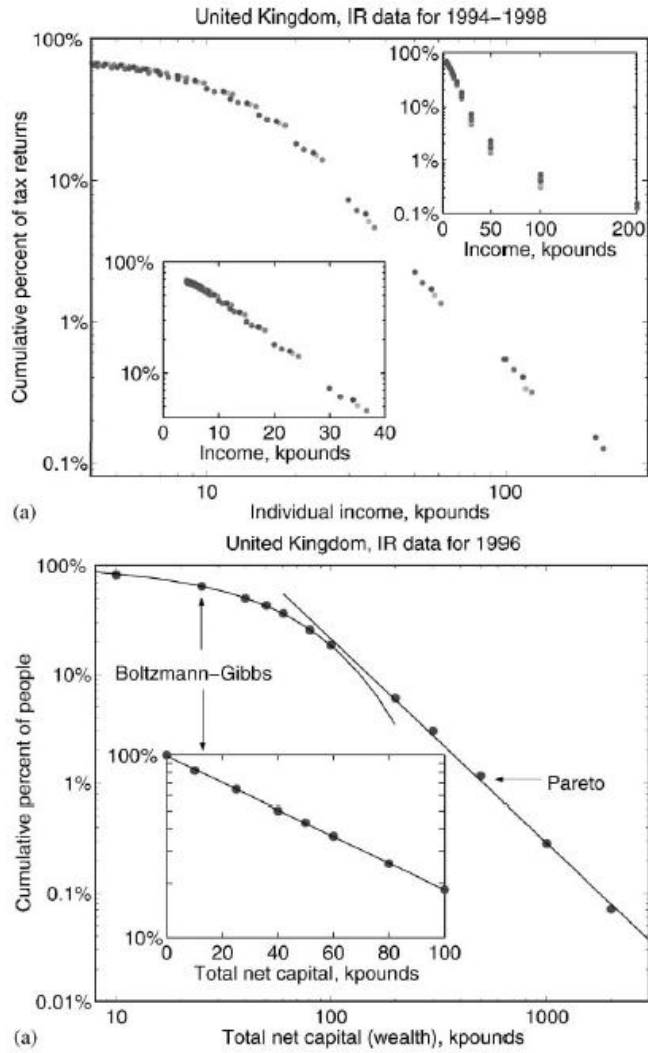 United Kingdom, IR data for 1994–1998
100%
10%
1%
0.1%
Cumulative percent of tax returns
100%
10%
1%
0.1%
0 50 100 200
Income, kpounds
100%
10%
0 10 20 30 40
Income, kpounds
10 100
(a) Individual income, kpounds
United Kingdom, IR data for 1996
100%
10%
1%
0.1%
0.01%
Cumulative percent of people
Boltzmann–Gibbs
Pareto
100%
10%
0 20 40 60 80 100
Total net capital, kpounds
10 100 1000
(a) Total net capital (wealth), kpounds